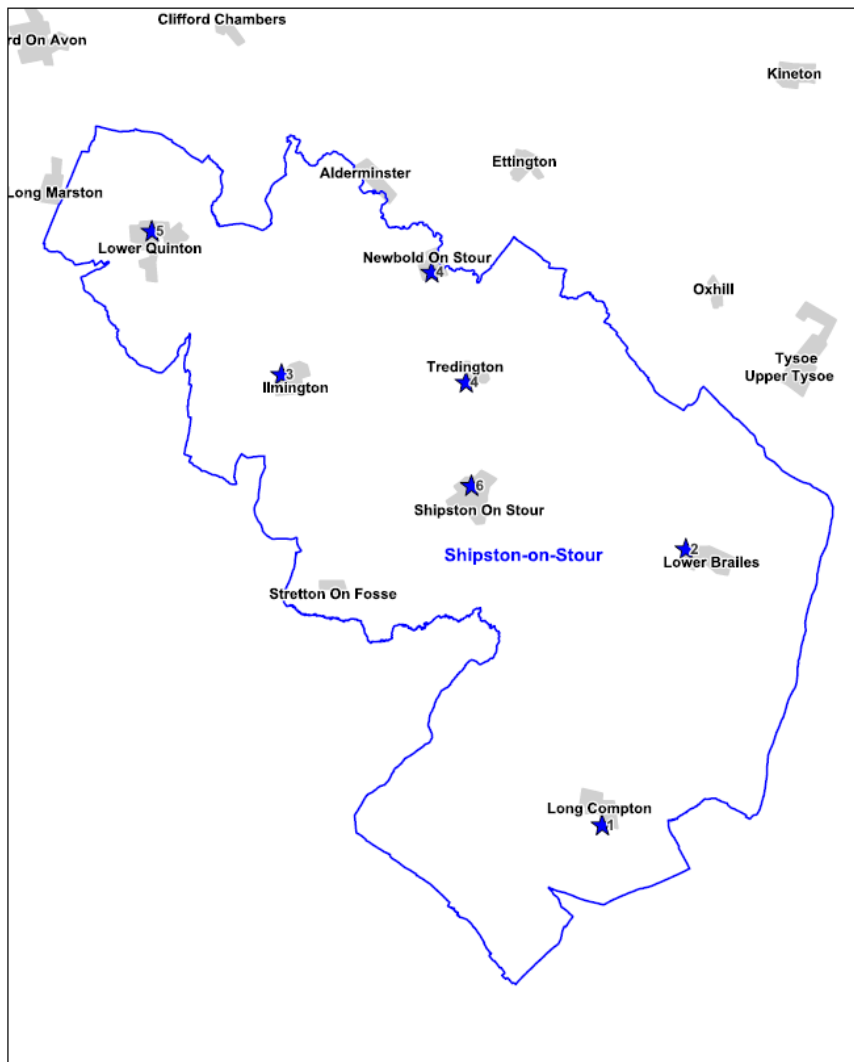 Clifford Chambers
rd On Avon
Kineton
Ettington
Alderminster
Long Marston
5
Lower Quinton
Newbold On Stour
4
Oxhill
Tysoe
Upper Tysoe
Tredington
4
3
Ilmington
6
Shipston On Stour
Shipston-on-Stour
2
Lower Brailes
Stretton On Fosse
Long Compton
1